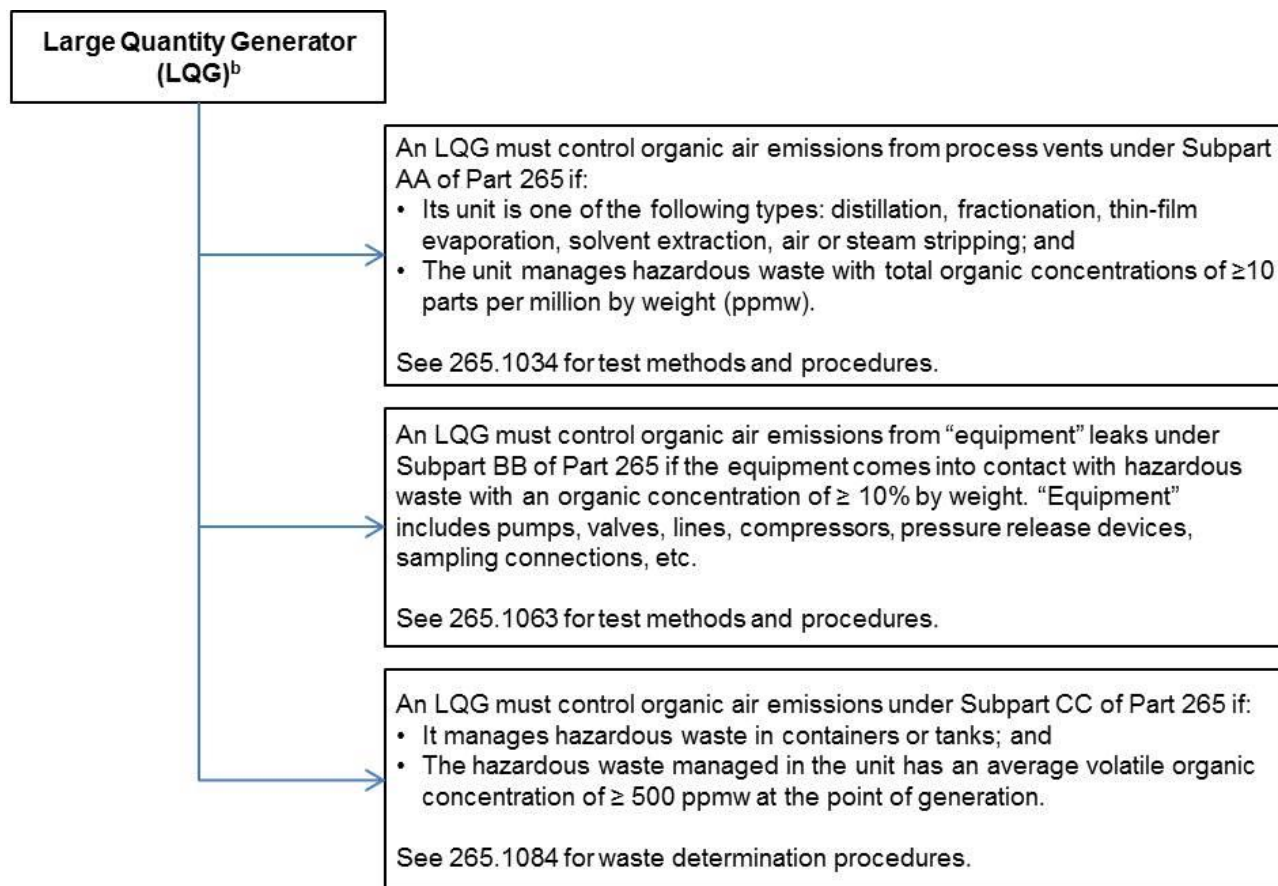 Large Quantity Generator
(LQG)b
An LQG must control organic air emissions from process vents under Subpart
AA of Part 265 if:
• Its unit is one of the following types: distillation, fractionation, thin-film
evaporation, solvent extraction, air or steam stripping; and
• The unit manages hazardous waste with total organic concentrations of ≥10
parts per million by weight (ppmw).
See 265.1034 for test methods and procedures.
An LQG must control organic air emissions from “equipment” leaks under
Subpart BB of Part 265 if the equipment comes into contact with hazardous
waste with an organic concentration of ≥ 10% by weight. “Equipment”
includes pumps, valves, lines, compressors, pressure release devices,
sampling connections, etc.
See 265.1063 for test methods and procedures.
An LQG must control organic air emissions under Subpart CC of Part 265 if:
• It manages hazardous waste in containers or tanks; and
• The hazardous waste managed in the unit has an average volatile organic
concentration of ≥ 500 ppmw at the point of generation.
See 265.1084 for waste determination procedures.